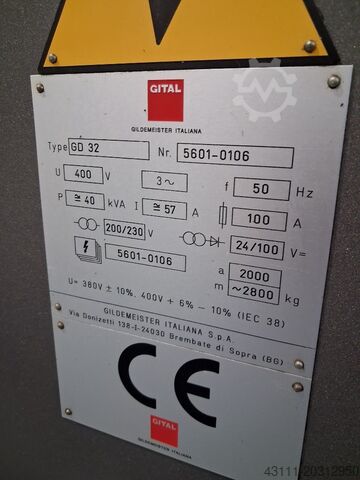 GITAL
GILDEMEISTER ITALIANA
Type GD 32 Nr. 5601-0106
U 400 V 3~ f 50 Hz
P ≅ 40 kVA I ≅ 57 A 100 A
200/230 V 24/100 V=
5601-0106 a 2000
m ~2800 kg
U= 380V ± 10%, 400V + 6% - 10% (IEC 38)
GILDEMEISTER ITALIANA S.p.A.
Via Donizetti 138-I-24030 Brembate di Sopra (BG)
CE
GITAL
GILDEMEISTER ITALIANA
43111-20312950